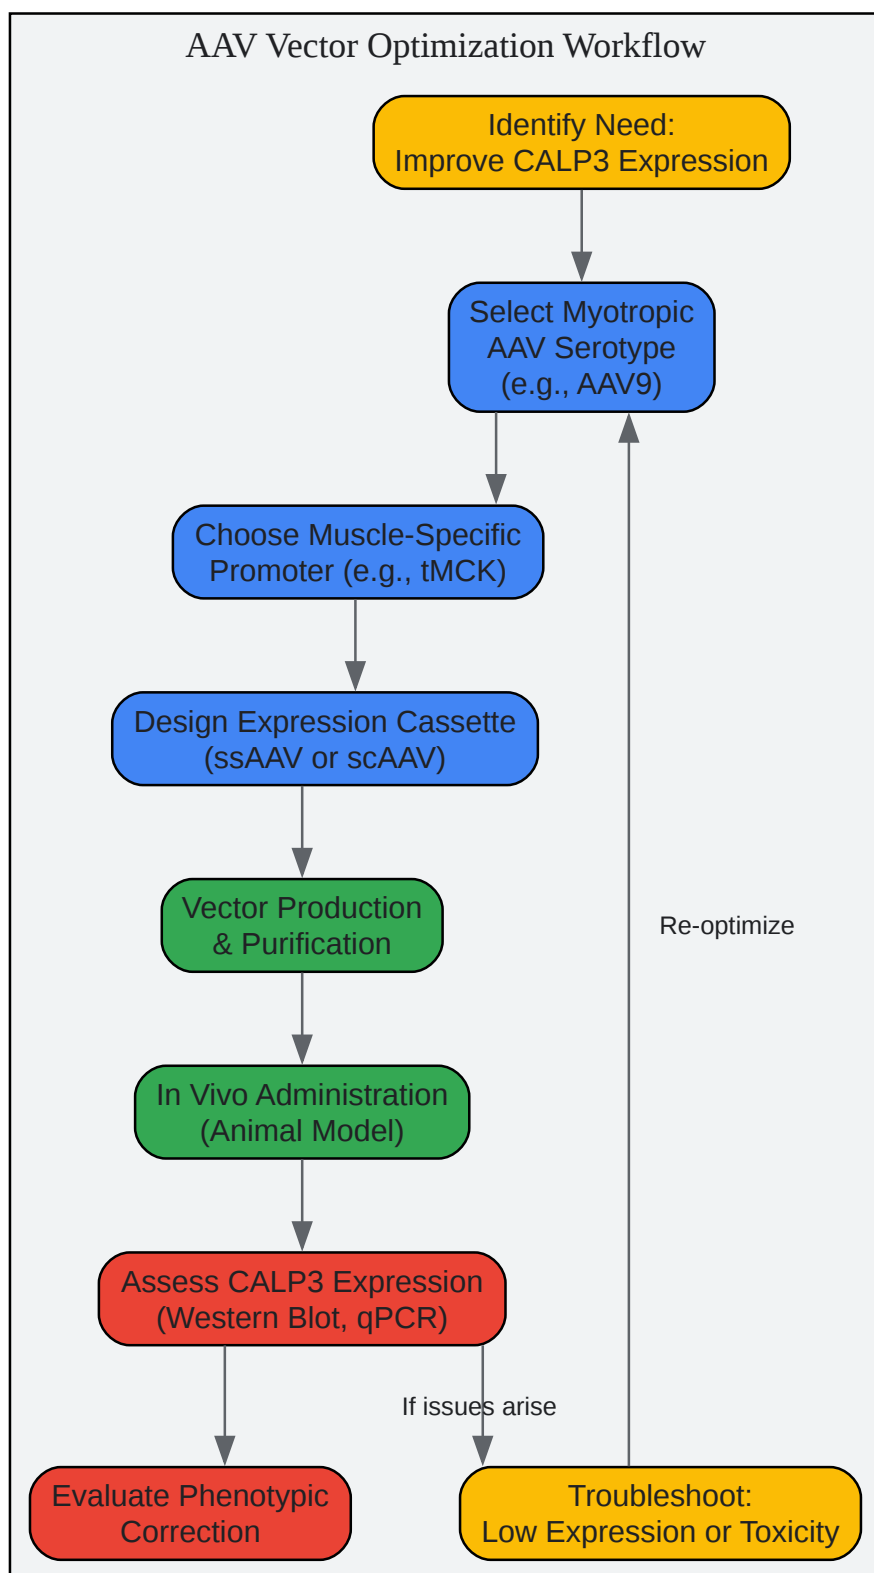 AAV Vector Optimization Workflow
Identify Need:
Improve CALP3 Expression
Select Myotropic
AAV Serotype
(e.g., AAV9)
Choose Muscle-Specific
Promoter (e.g., tMCK)
Design Expression Cassette
(ssAAV or scAAV)
Vector Production
& Purification
Re-optimize
In Vivo Administration
(Animal Model)
Assess CALP3 Expression
(Western Blot, qPCR)
If issues arise
Evaluate Phenotypic
Correction
Troubleshoot:
Low Expression or Toxicity